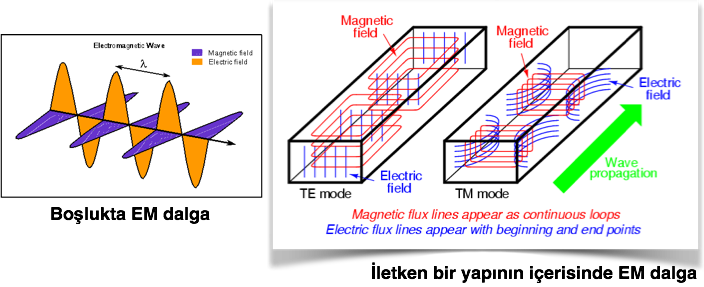 Electromagnetic Wave
Magnetic field
Electric field
λ
Boşlukta EM dalga
Magnetic
field
Electric
field
TE mode
Magnetic
field
Electric
field
TM mode
Wave
propagation
Magnetic flux lines appear as continuous loops
Electric flux lines appear with beginning and end points
İletken bir yapının içerisinde EM dalga